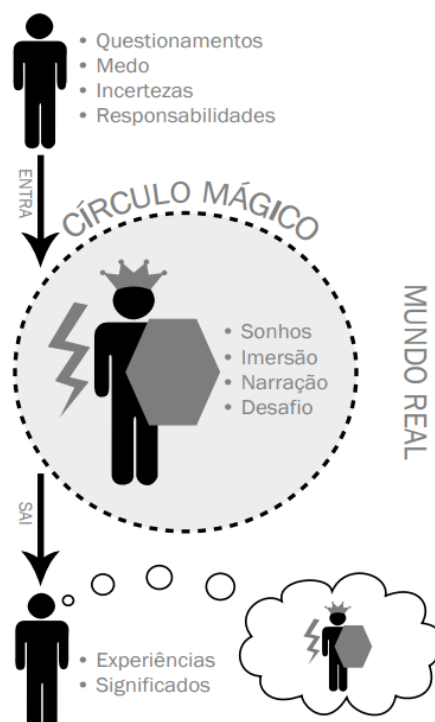 • Questionamentos
• Medo
• Incertezas
• Responsabilidades
ENTRA
CÍRCULO MÁGICO
• Sonhos
• Imersão
• Narração
• Desafio
MUNDO REAL
SAI
• Experiências
• Significados